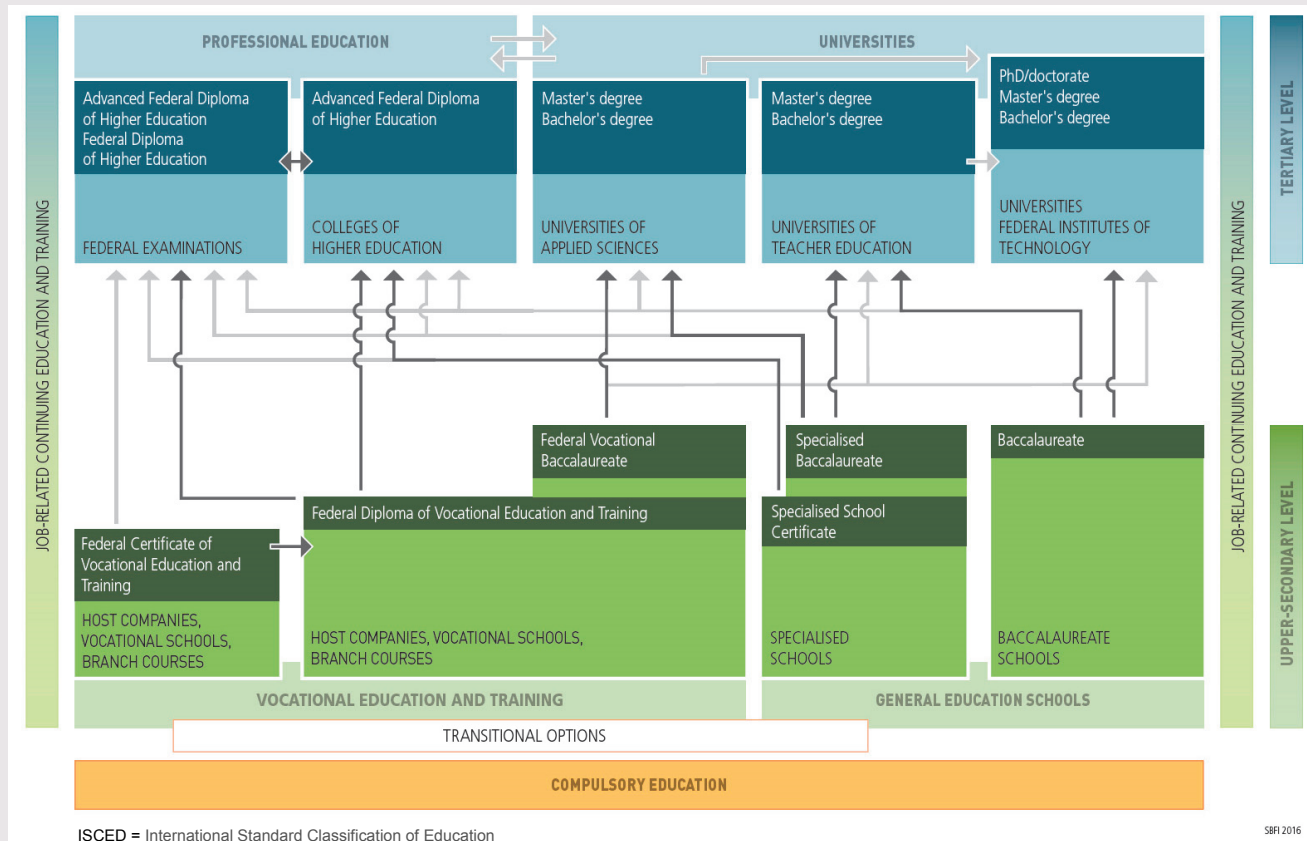 PROFESSIONAL EDUCATION
UNIVERSITIES
Advanced Federal Diploma
of Higher Education
Federal Diploma
of Higher Education
FEDERAL EXAMINATIONS
Advanced Federal Diploma
of Higher Education
COLLEGES OF
HIGHER EDUCATION
Master's degree
Bachelor's degree
UNIVERSITIES OF
APPLIED SCIENCES
Master's degree
Bachelor's degree
UNIVERSITIES OF
TEACHER EDUCATION
PhD/doctorate
Master's degree
Bachelor's degree
UNIVERSITIES
FEDERAL INSTITUTES OF
TECHNOLOGY
JOB-RELATED CONTINUING EDUCATION AND TRAINING
JOB-RELATED CONTINUING EDUCATION AND TRAINING
TERTIARY LEVEL
UPPER-SECONDARY LEVEL
Federal Vocational
Baccalaureate
Specialised
Baccalaureate
Baccalaureate
Federal Diploma of Vocational Education and Training
Specialised School
Certificate
Federal Certificate of
Vocational Education and
Training
HOST COMPANIES,
VOCATIONAL SCHOOLS,
BRANCH COURSES
HOST COMPANIES, VOCATIONAL SCHOOLS,
BRANCH COURSES
SPECIALISED
SCHOOLS
BACCALAUREATE
SCHOOLS
VOCATIONAL EDUCATION AND TRAINING
GENERAL EDUCATION SCHOOLS
TRANSITIONAL OPTIONS
COMPULSORY EDUCATION
ISCED = International Standard Classification of Education
SBFI 2016